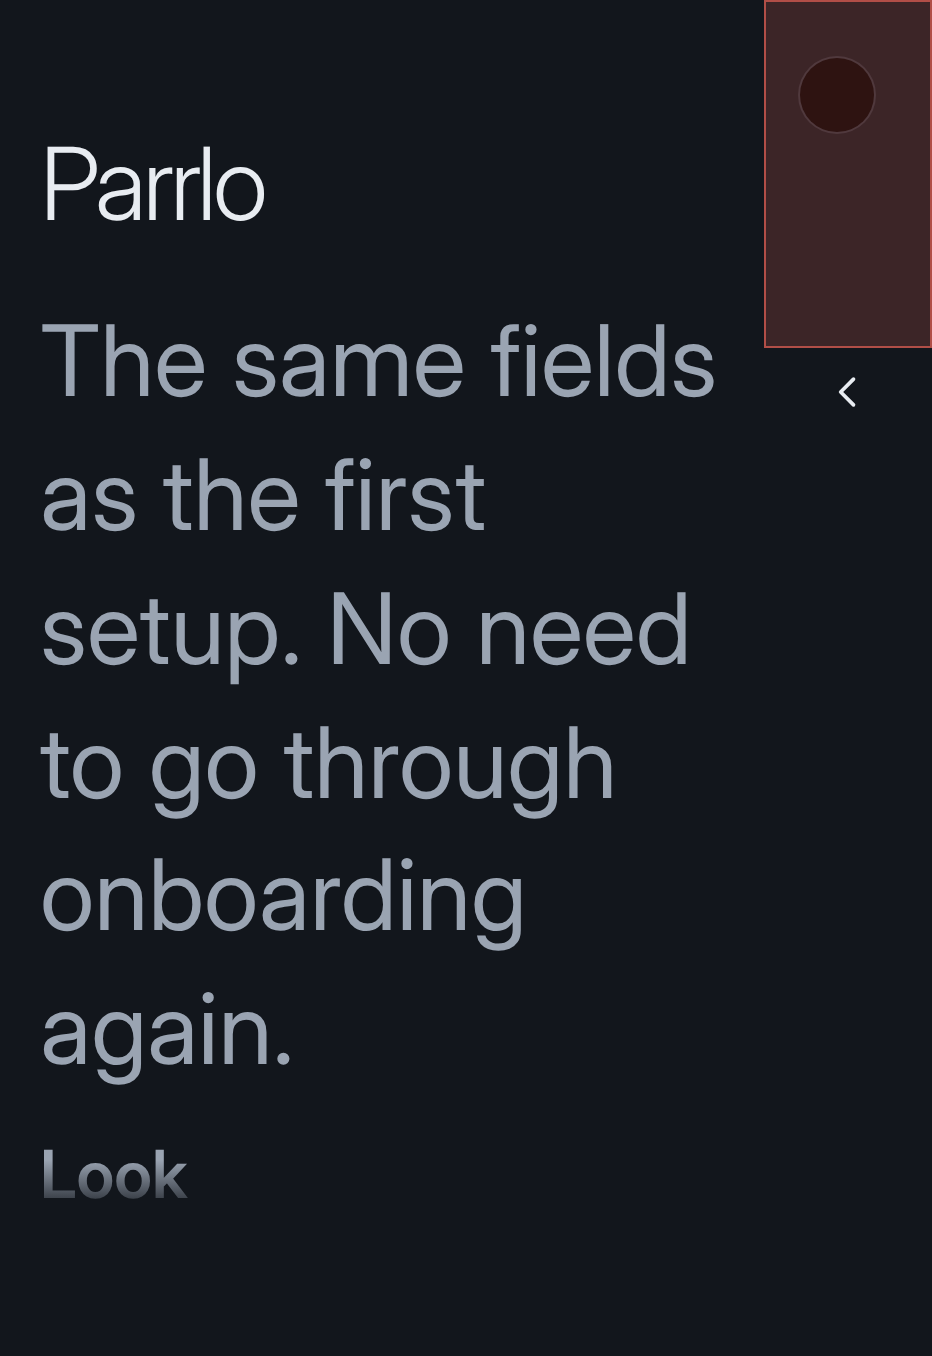 Parrlo
The same fields
as the first
setup. No need
to go through
onboarding
again.
Look